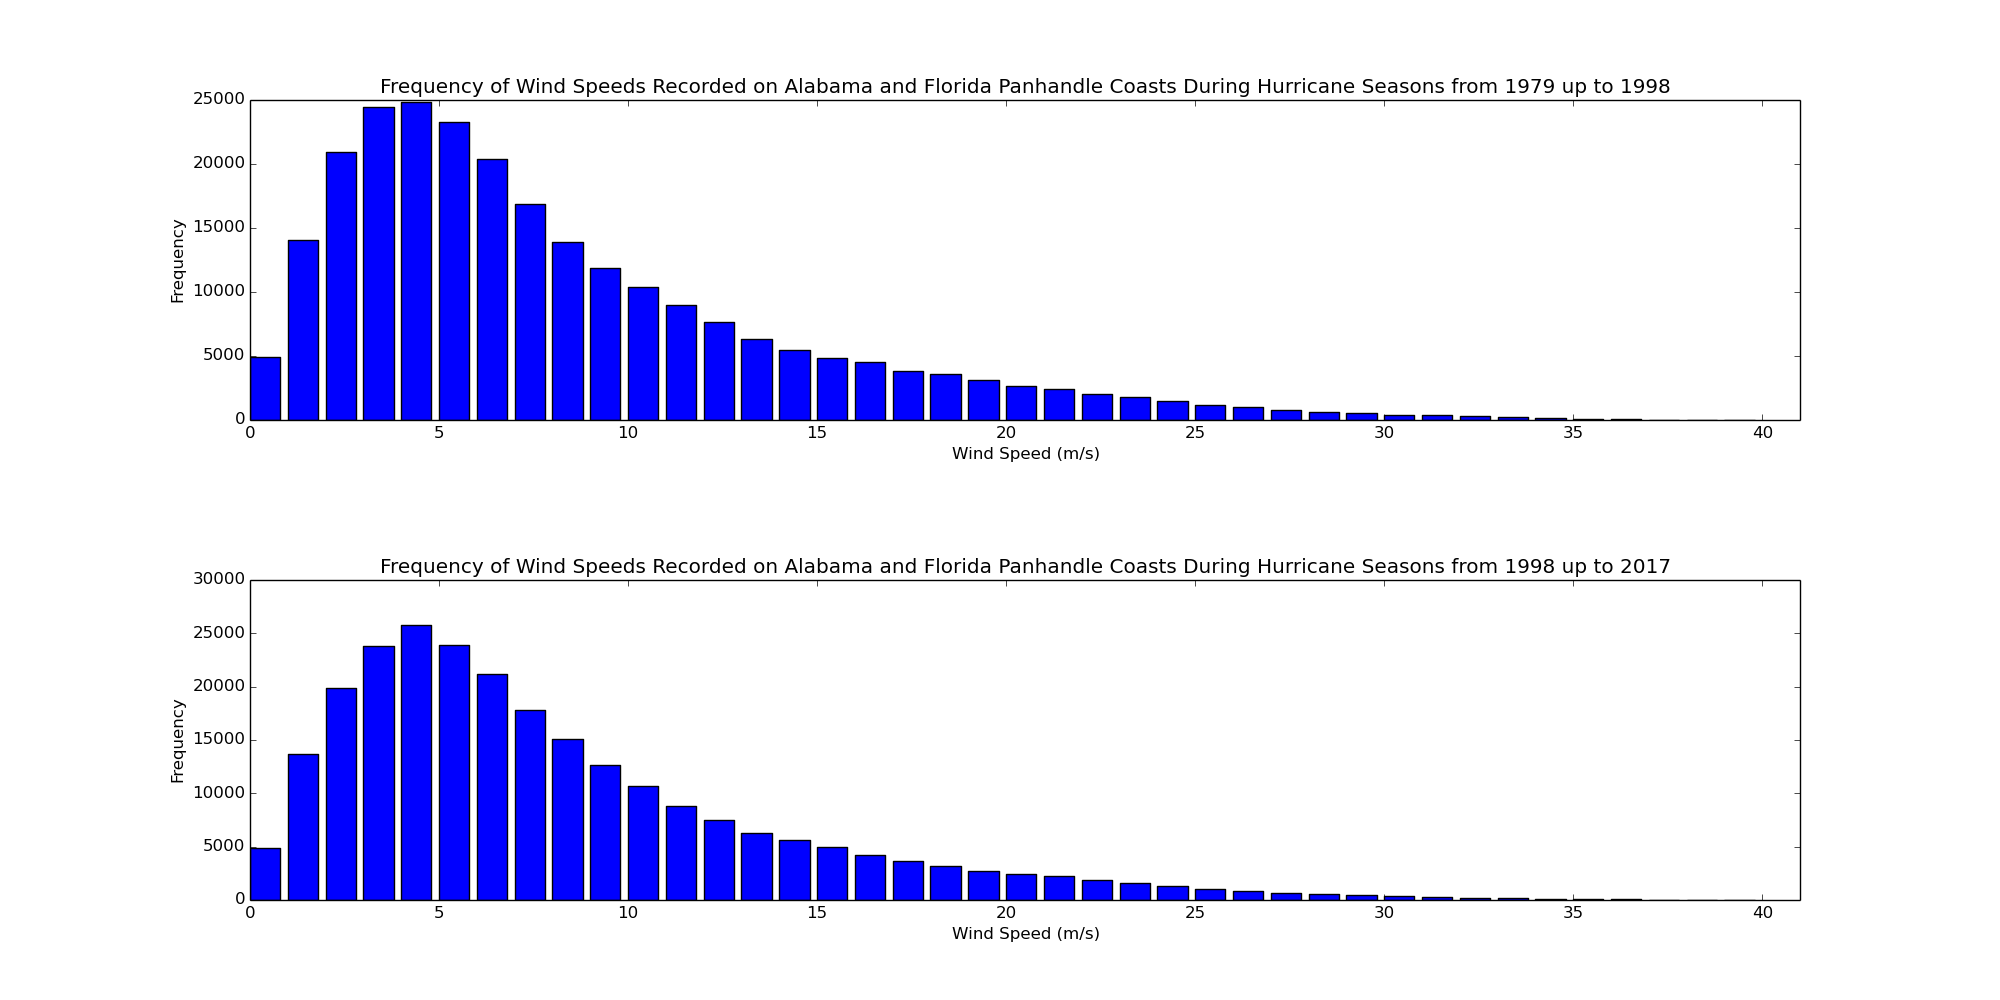 Frequency of Wind Speeds Recorded on Alabama and Florida Panhandle Coasts During Hurricane Seasons from 1979 up to 1998
25000
20000
15000
10000
5000
0
Frequency
0 5 10 15 20 25 30 35 40
Wind Speed (m/s)
Frequency of Wind Speeds Recorded on Alabama and Florida Panhandle Coasts During Hurricane Seasons from 1998 up to 2017
30000
25000
20000
15000
10000
5000
0
Frequency
0 5 10 15 20 25 30 35 40
Wind Speed (m/s)